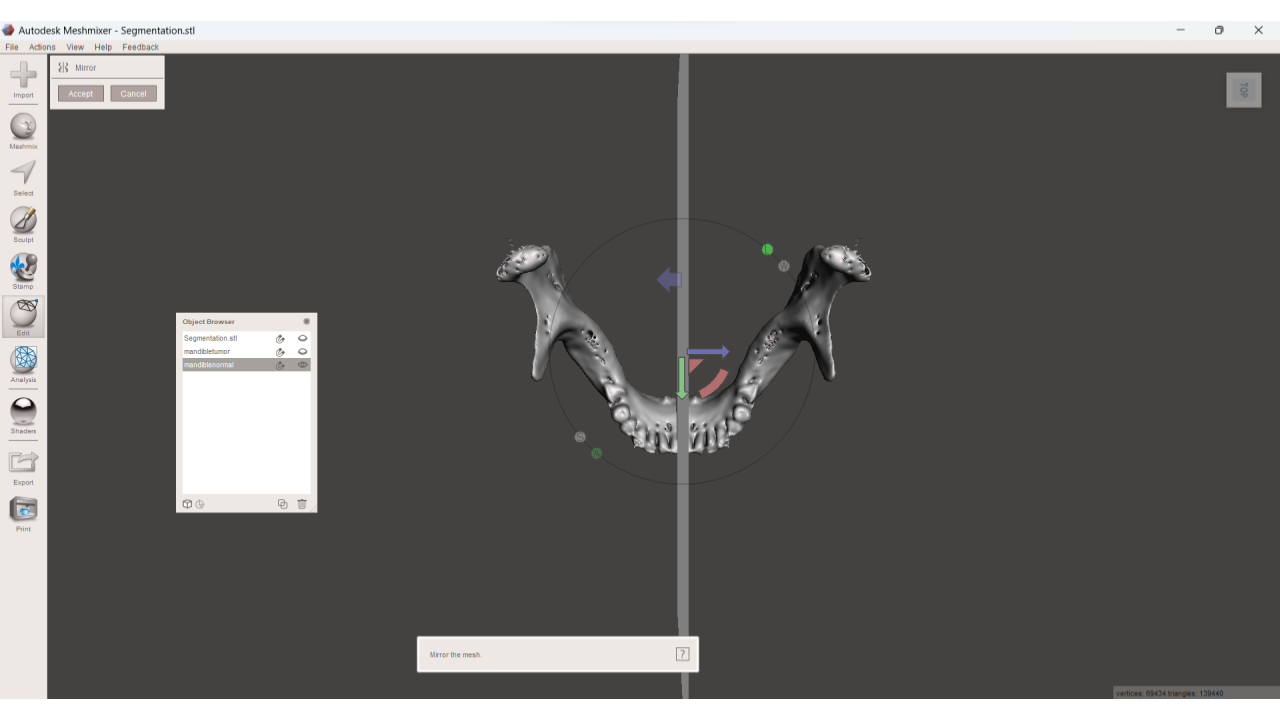 Autodesk Meshmixer - Segmentation.stl
File Actions View Help Feedback
Mirror
Accept Cancel
Import
Meshmix
Select
Sculpt
Stamp
Edit
Analysis
Shaders
Export
Print
TOP
L
W
S
A
Object Browser
Segmentation.stl
mandibletumor
mandiblenormal
Mirror the mesh.
?
vertices: 69434 triangles: 139440